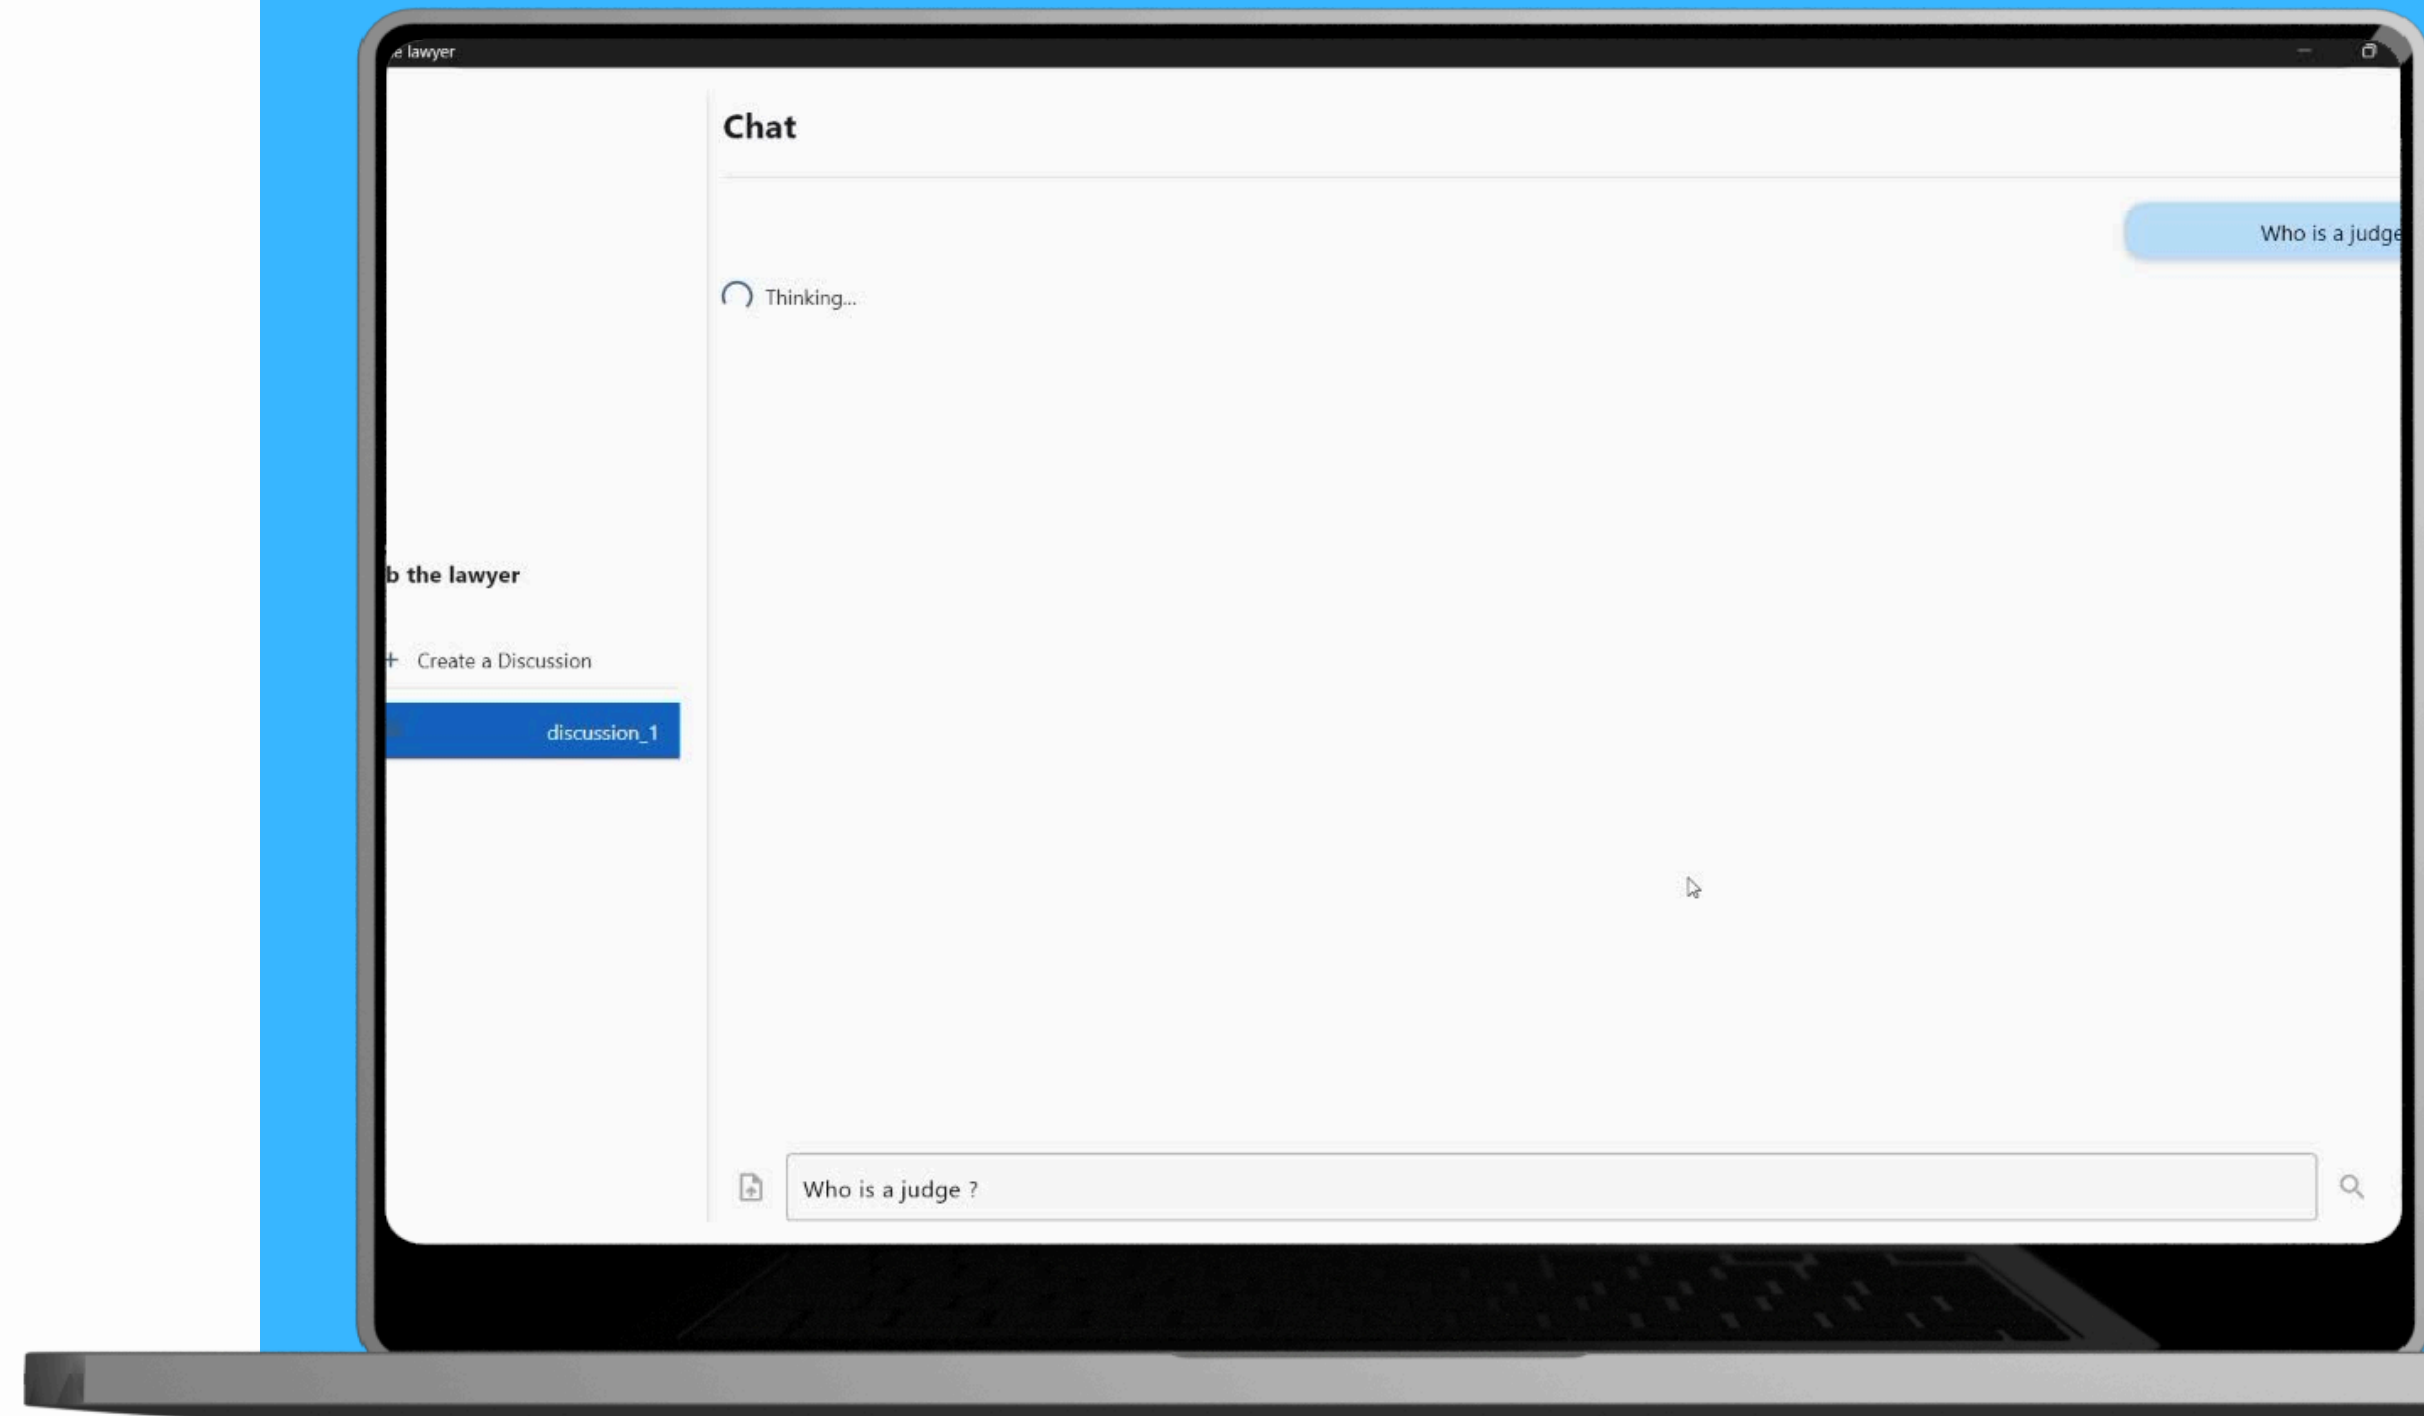 e lawyer
Chat
Who is a judge
Thinking...
b the lawyer
+ Create a Discussion
discussion_1
Who is a judge ?